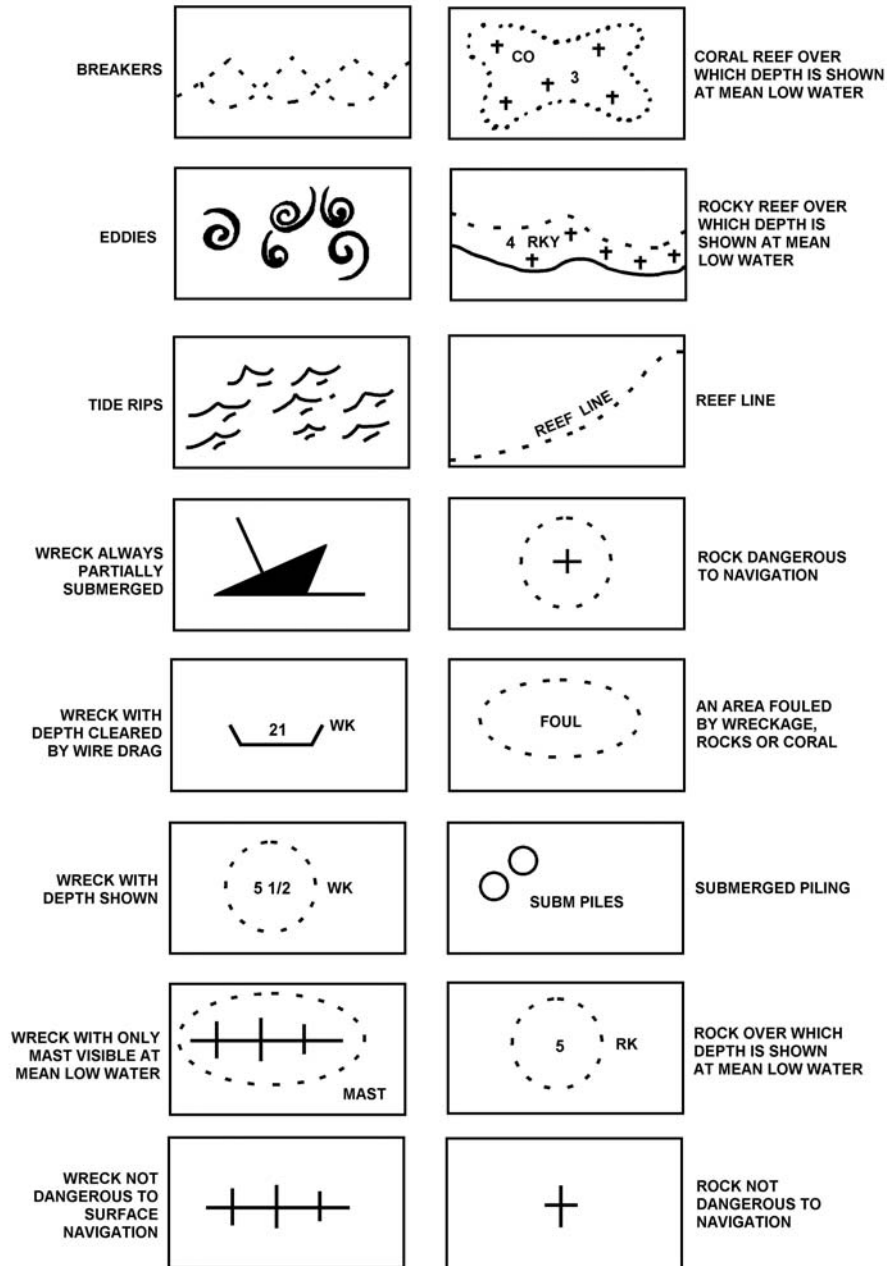 BREAKERS
CO
3
CORAL REEF OVER
WHICH DEPTH IS SHOWN
AT MEAN LOW WATER
EDDIES
4 RKY
ROCKY REEF OVER
WHICH DEPTH IS
SHOWN AT MEAN
LOW WATER
TIDE RIPS
REEF LINE
REEF LINE
WRECK ALWAYS
PARTIALLY
SUBMERGED
ROCK DANGEROUS
TO NAVIGATION
WRECK WITH
DEPTH CLEARED
BY WIRE DRAG
21 WK
FOUL
AN AREA FOULED
BY WRECKAGE,
ROCKS OR CORAL
WRECK WITH
DEPTH SHOWN
5 1/2 WK
SUBM PILES
SUBMERGED PILING
WRECK WITH ONLY
MAST VISIBLE AT
MEAN LOW WATER
MAST
5 RK
ROCK OVER WHICH
DEPTH IS SHOWN
AT MEAN LOW WATER
WRECK NOT
DANGEROUS TO
SURFACE
NAVIGATION
ROCK NOT
DANGEROUS TO
NAVIGATION